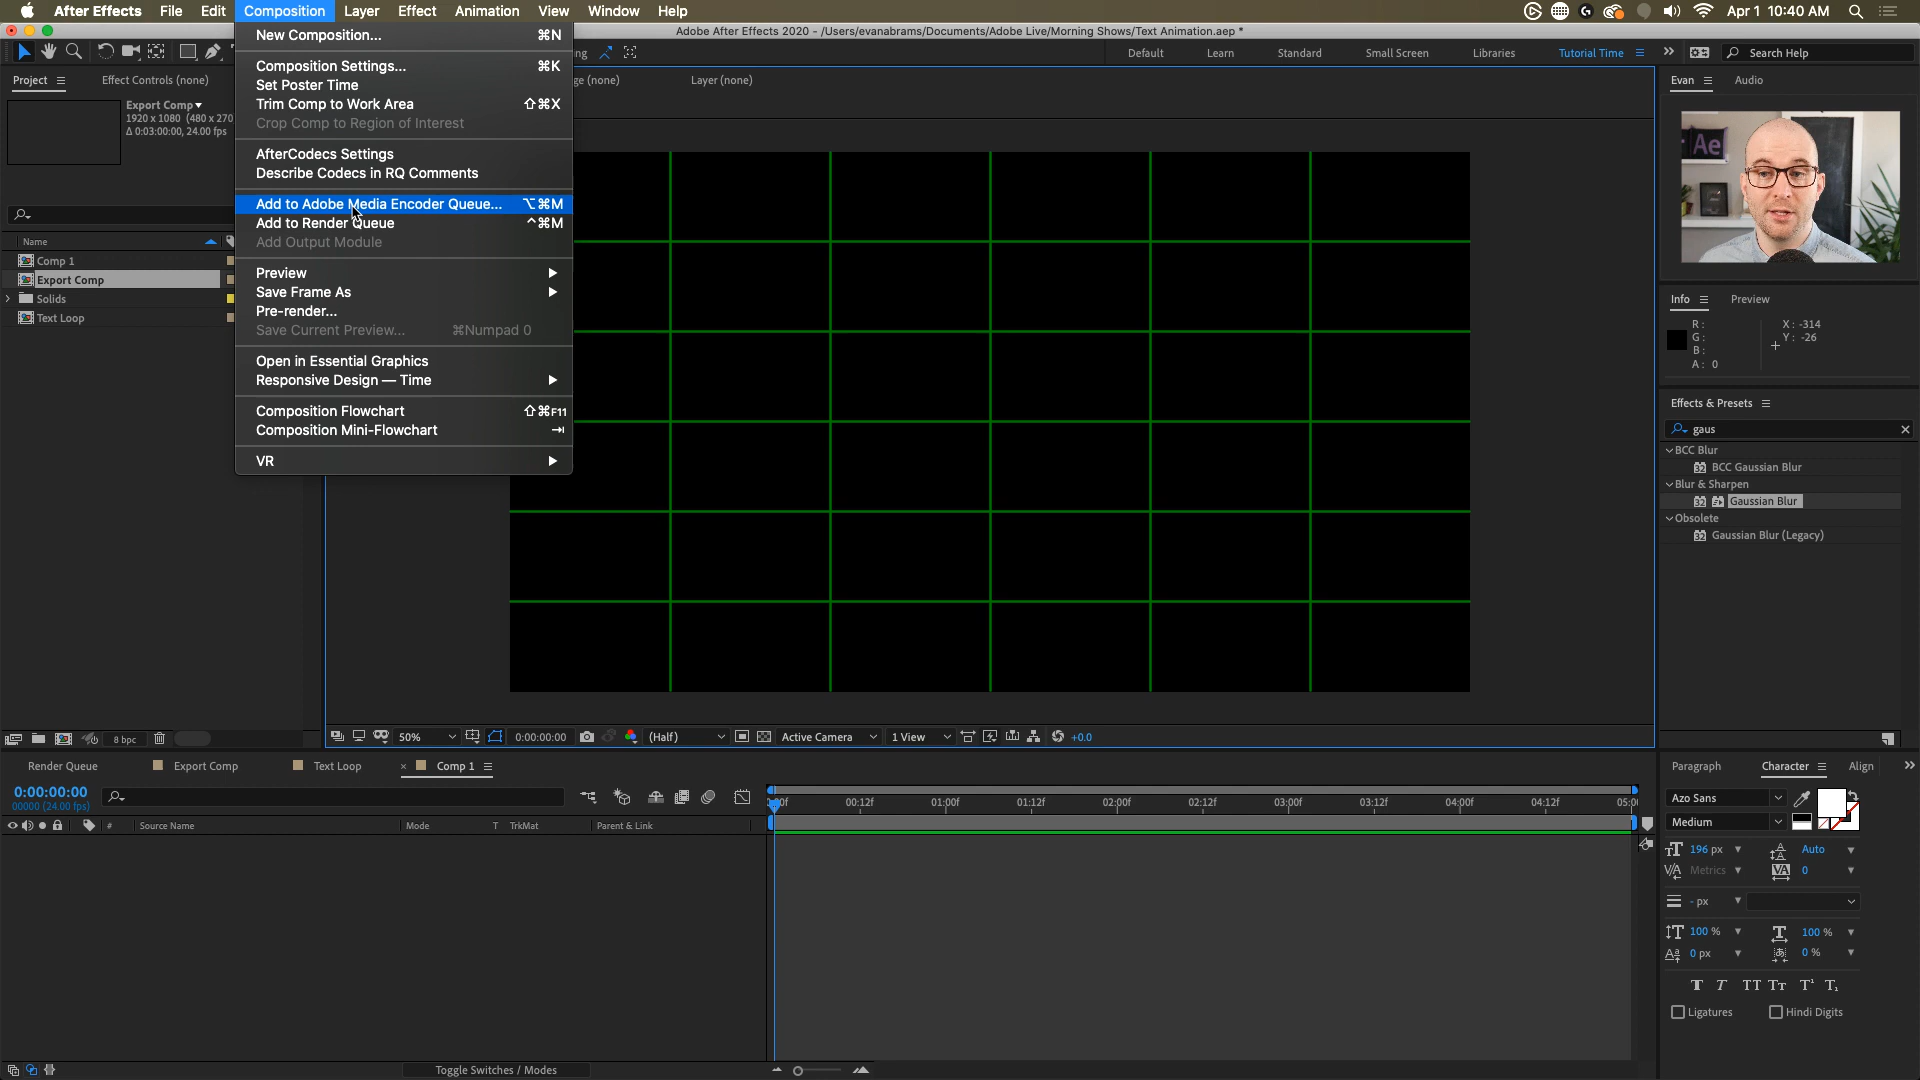 After Effects File Edit Composition Layer Effect Animation View Window Help Apr 1 10:40 AM
Adobe After Effects 2020 - /Users/evanabrams/Documents/Adobe Live/Morning Shows/Text Animation.aep *
ng Default Learn Standard Small Screen Libraries Tutorial Time Search Help
Project Effect Controls (none)
ge (none) Layer (none)
Export Comp
1920 x 1080 (480 x 270
Δ 0:03:00:00, 24.00 fps
Name
Comp 1
Export Comp
Solids
Text Loop
8 bpc
New Composition... ⌘N
Composition Settings... ⌘K
Set Poster Time
Trim Comp to Work Area ⇧⌘X
Crop Comp to Region of Interest
AfterCodecs Settings
Describe Codecs in RQ Comments
Add to Adobe Media Encoder Queue... ⌥⌘M
Add to Render Queue ^⌘M
Add Output Module
Preview
Save Frame As
Pre-render...
Save Current Preview... ⌘Numpad 0
Open in Essential Graphics
Responsive Design — Time
Composition Flowchart ⇧⌘F11
Composition Mini-Flowchart ⇥
VR
50% 0:00:00:00 (Half) Active Camera 1 View +0.0
Evan Audio
Ae
Info Preview
R: X: -314
G: Y: -26
B:
A: 0
Effects & Presets
gaus
BCC Blur
32 BCC Gaussian Blur
Blur & Sharpen
32 Gaussian Blur
Obsolete
32 Gaussian Blur (Legacy)
Render Queue Export Comp Text Loop × Comp 1
0:00:00:00
00000 (24.00 fps)
# Source Name Mode T TrkMat Parent & Link
00:12f 01:00f 01:12f 02:00f 02:12f 03:00f 03:12f 04:00f 04:12f
Toggle Switches / Modes
Paragraph Character Align
Azo Sans
Medium
196 px Auto
Metrics 0
- px
100 % 100 %
0 px 0 %
T T TT Tt T¹ T₁
Ligatures Hindi Digits